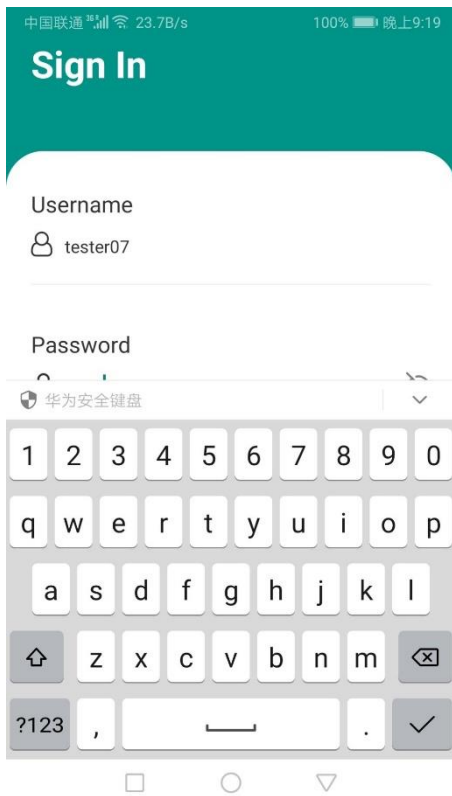 中国联通 23.7B/s 100% 晚上9:19
Sign In
Username
tester07
Password
华为安全键盘
1 2 3 4 5 6 7 8 9 0
q w e r t y u i o p
a s d f g h j k l
z x c v b n m
?123 , .